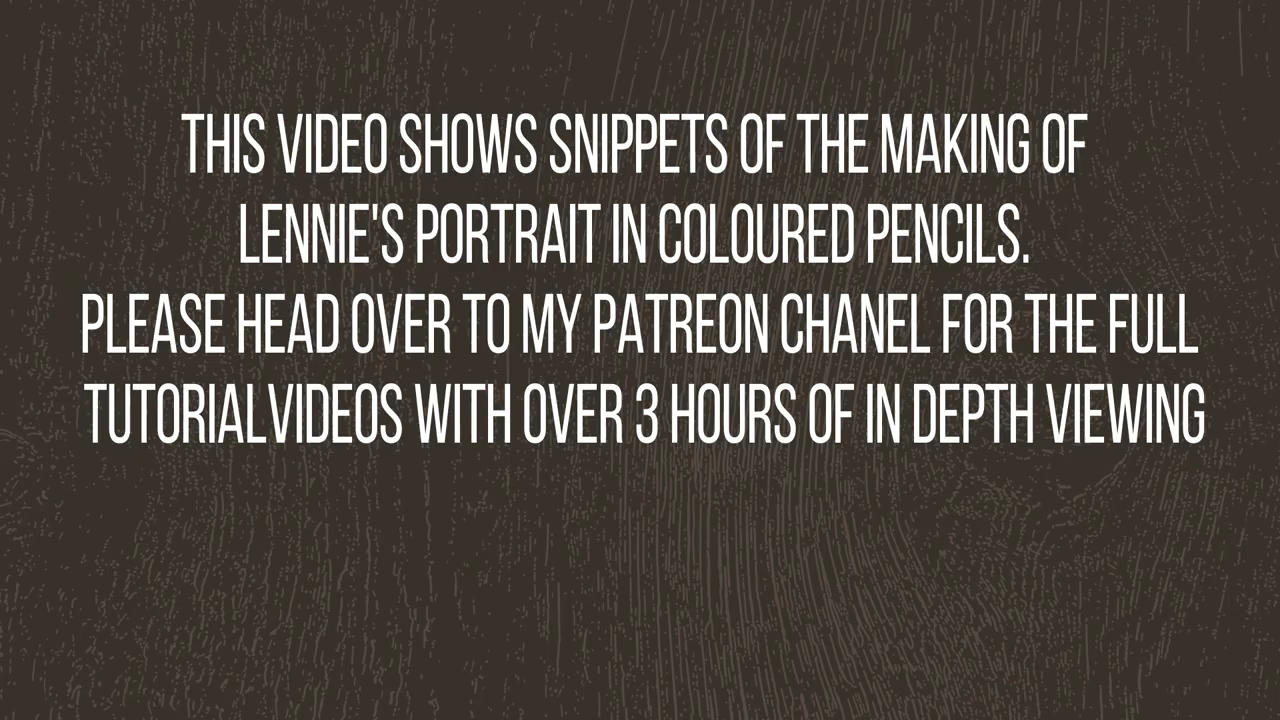 THIS VIDEO SHOWS SNIPPETS OF THE MAKING OF
LENNIE'S PORTRAIT IN COLOURED PENCILS.
PLEASE HEAD OVER TO MY PATREON CHANEL FOR THE FULL
TUTORIALVIDEOS WITH OVER 3 HOURS OF IN DEPTH VIEWING